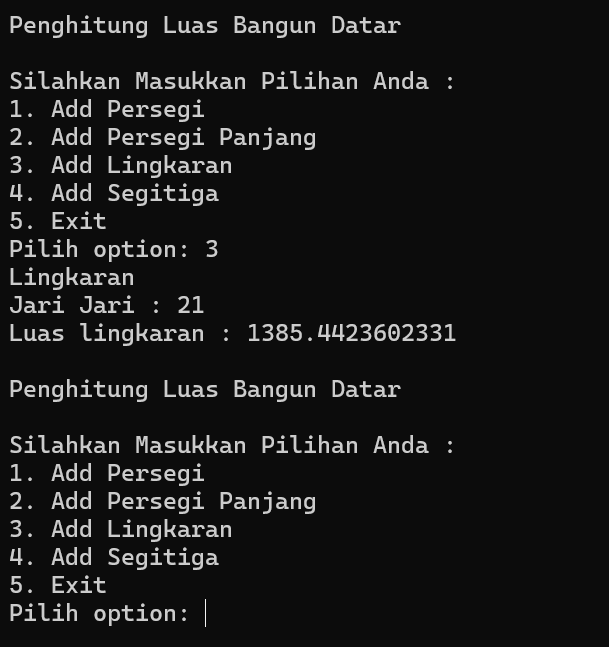 Penghitung Luas Bangun Datar
Silahkan Masukkan Pilihan Anda :
1. Add Persegi
2. Add Persegi Panjang
3. Add Lingkaran
4. Add Segitiga
5. Exit
Pilih option: 3
Lingkaran
Jari Jari : 21
Luas lingkaran : 1385.4423602331
Penghitung Luas Bangun Datar
Silahkan Masukkan Pilihan Anda :
1. Add Persegi
2. Add Persegi Panjang
3. Add Lingkaran
4. Add Segitiga
5. Exit
Pilih option: